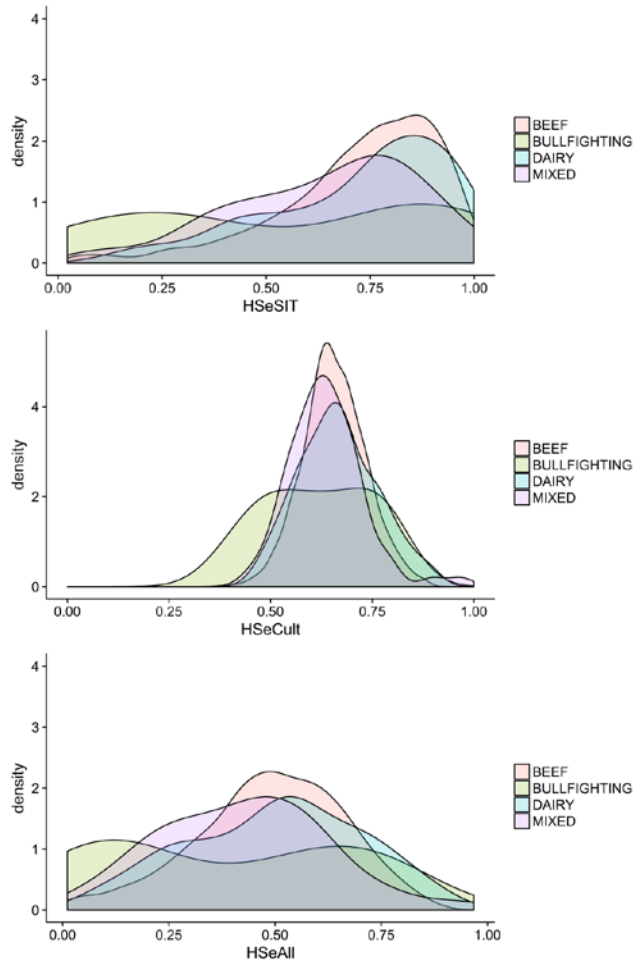 4
3
2
1
0
density
0.00 0.25 0.50 0.75 1.00
HSeSIT
BEEF
BULLFIGHTING
DAIRY
MIXED
4
2
0
density
0.00 0.25 0.50 0.75 1.00
HSeCult
BEEF
BULLFIGHTING
DAIRY
MIXED
4
3
2
1
0
density
0.00 0.25 0.50 0.75 1.00
HSeAll
BEEF
BULLFIGHTING
DAIRY
MIXED